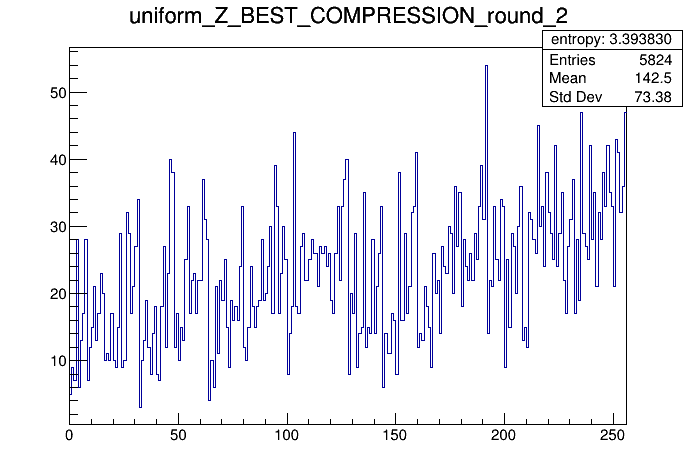 uniform_Z_BEST_COMPRESSION_round_2
entropy: 3.393830
Entries 5824
Mean 142.5
Std Dev 73.38
50
40
30
20
10
0 50 100 150 200 250